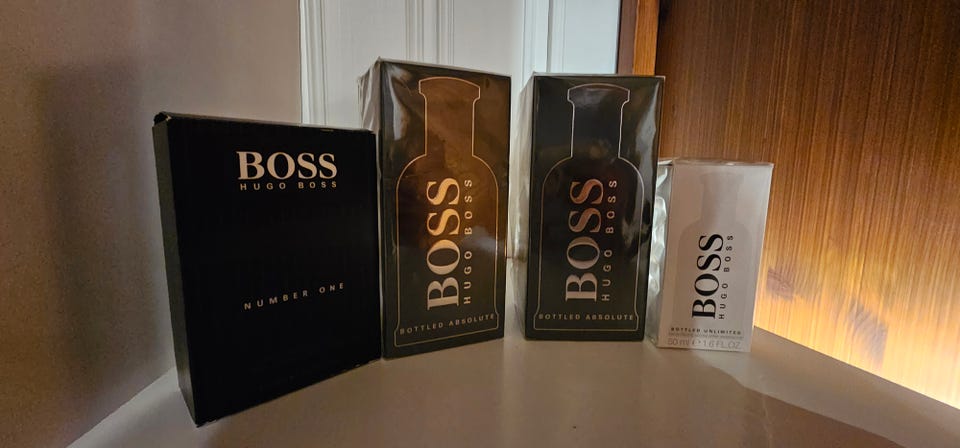 BOSS
HUGO BOSS
NUMBER ONE
BOSS
HUGO BOSS
BOTTLED ABSOLUTE
BOSS
HUGO BOSS
BOTTLED ABSOLUTE
BOSS
HUGO BOSS
BOTTLED UNLIMITED
50 ml e 1.6 FL.OZ